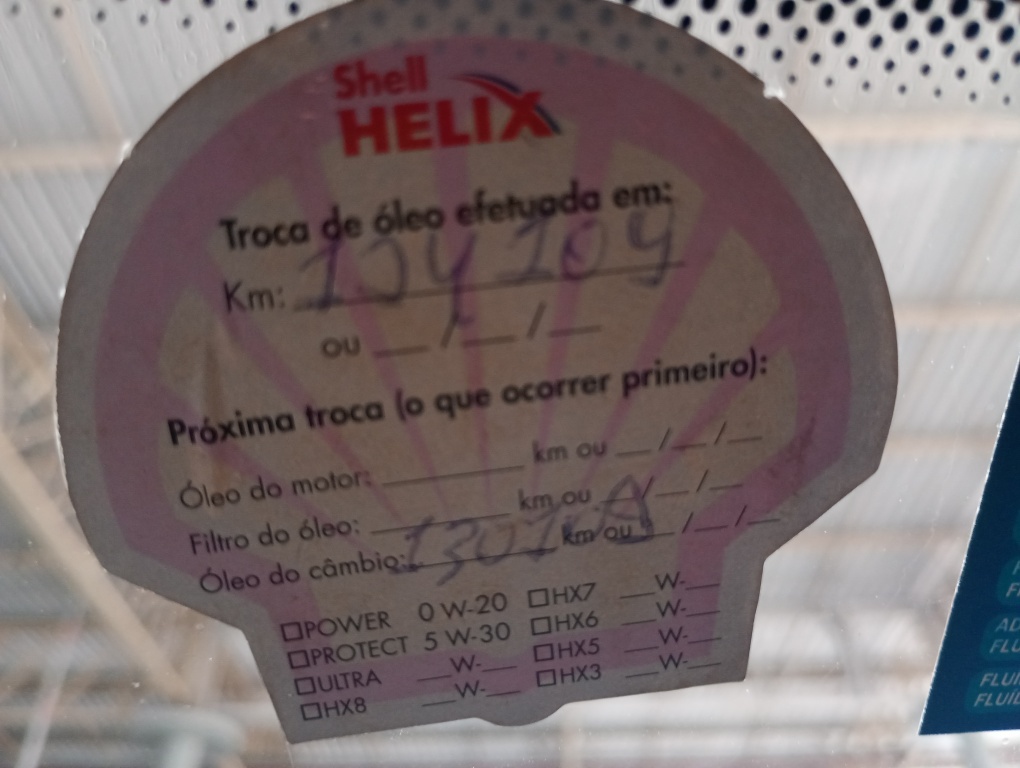 Shell
HELIX
Troca de óleo efetuada em:
Km:
ou __/__/__
Próxima troca (o que ocorrer primeiro):
Óleo do motor: ________ km ou __/__/__
Filtro do óleo: ________ km ou __/__/__
Óleo do câmbio: ________ km ou __/__/__
☐POWER 0 W-20 ☐HX7 __W-__
☐PROTECT 5 W-30 ☐HX6 __W-__
☐ULTRA __W-__ ☐HX5 __W-__
☐HX8 __W-__ ☐HX3 __W-__